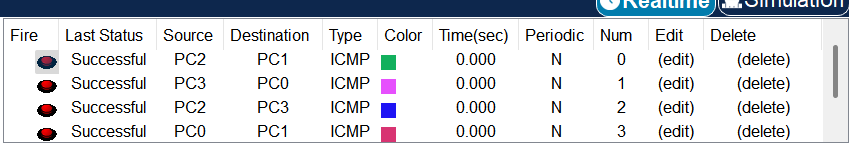 Realtime Simulation
Fire Last Status Source Destination Type Color Time(sec) Periodic Num Edit Delete
Successful PC2 PC1 ICMP 0.000 N 0 (edit) (delete)
Successful PC3 PC0 ICMP 0.000 N 1 (edit) (delete)
Successful PC2 PC3 ICMP 0.000 N 2 (edit) (delete)
Successful PC0 PC1 ICMP 0.000 N 3 (edit) (delete)